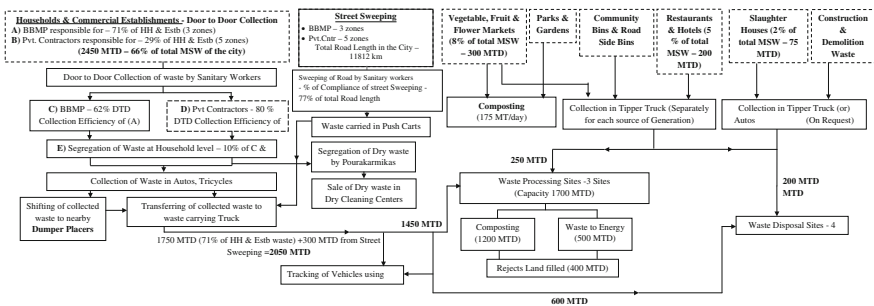 Households & Commercial Establishments - Door to Door Collection
A) BBMP responsible for – 71% of HH & Estb (3 zones)
B) Pvt. Contractors responsible for – 29% of HH & Estb (5 zones)
(2450 MTD – 66% of total MSW of the city)
Street Sweeping
• BBMP – 3 zones
• Pvt.Cntr – 5 zones
Total Road Length in the City –
11812 km
Vegetable, Fruit &
Flower Markets
(8% of total MSW
– 300 MTD)
Parks &
Gardens
Community
Bins & Road
Side Bins
Restaurants
& Hotels (5
% of total
MSW – 200
MTD)
Slaughter
Houses (2% of
total MSW – 75
MTD)
Construction
&
Demolition
Waste
Door to Door Collection of waste by Sanitary Workers
Sweeping of Road by Sanitary workers
- % of Compliance of street Sweeping -
77% of total Road length
C) BBMP – 62% DTD
Collection Efficiency of (A)
D) Pvt Contractors - 80 %
DTD Collection Efficiency of
Composting
(175 MT/day)
Collection in Tipper Truck (Separately
for each source of Generation)
Collection in Tipper Truck (or)
Autos (On Request)
Waste carried in Push Carts
E) Segregation of Waste at Household level – 10% of C &
Segregation of Dry waste
by Pourakarmikas
250 MTD
Collection of Waste in Autos, Tricycles
Sale of Dry waste in
Dry Cleaning Centers
Waste Processing Sites -3 Sites
(Capacity 1700 MTD)
200 MTD
MTD
Shifting of collected
waste to nearby
Dumper Placers
Transferring of collected waste to
waste carrying Truck
1450 MTD
Composting
(1200 MTD)
Waste to Energy
(500 MTD)
Waste Disposal Sites - 4
1750 MTD (71% of HH & Estb waste) +300 MTD from Street
Sweeping =2050 MTD
Tracking of Vehicles using
Rejects Land filled (400 MTD)
600 MTD